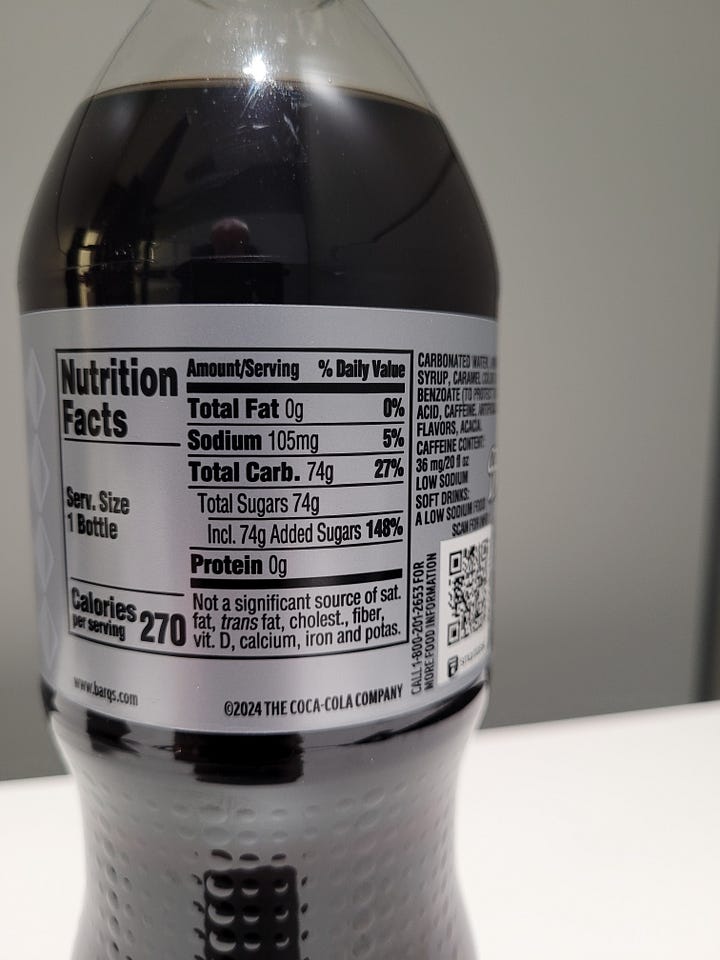 Nutrition
Facts
Serv. Size
1 Bottle
Calories
per serving
270
Amount/Serving % Daily Value
Total Fat 0g 0%
Sodium 105mg 5%
Total Carb. 74g 27%
Total Sugars 74g
Incl. 74g Added Sugars 148%
Protein 0g
Not a significant source of sat.
fat, trans fat, cholest., fiber,
vit. D, calcium, iron and potas.
www.barqs.com
©2024 THE COCA-COLA COMPANY
CARBONATED WATER,
SYRUP, CARAMEL
BENZOATE (TO
ACID, CAFFEINE,
FLAVORS, ACACIA.
CAFFEINE CONTENT:
36 mg/20 fl oz
LOW SODIUM
SOFT DRINKS:
A LOW SODIUM FOOD
SCAN FOR
CALL 1-800-201-2653 FOR
MORE FOOD INFORMATION